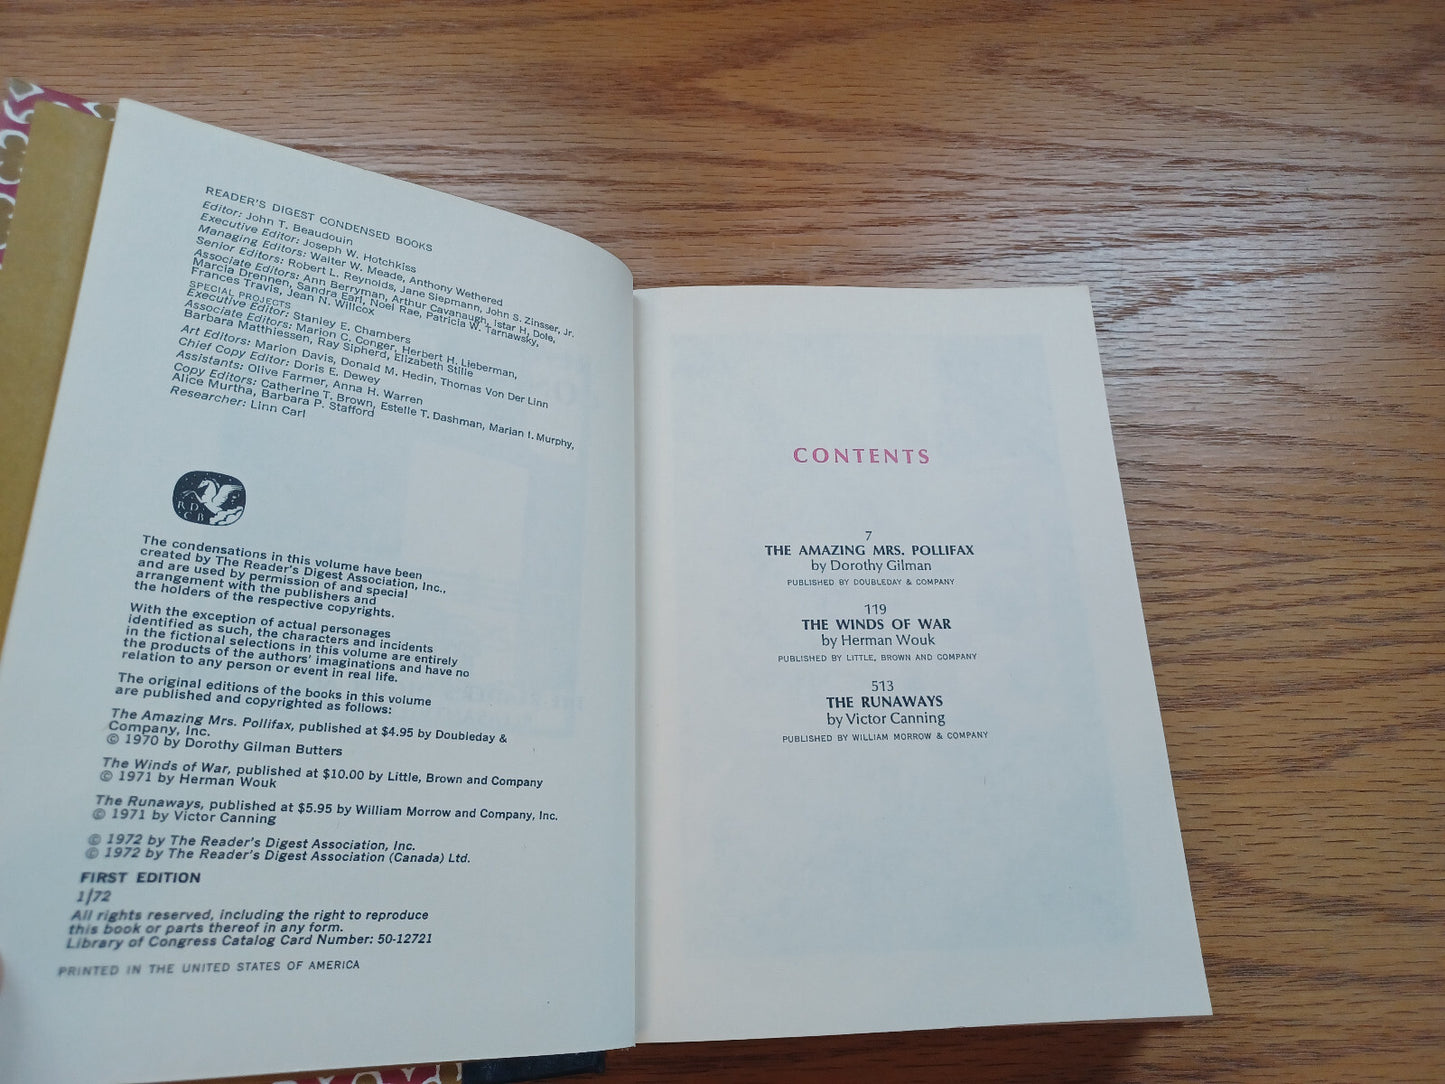 READER'S DIGEST CONDENSED BOOKS
Editor: John T. Beaudouin
Executive Editor: Joseph W. Hotchkiss
Managing Editors: Walter W. Meade, Anthony Wethered
Senior Editors: Robert L. Reynolds, Jane Siepmann, John S. Zinsser, Jr.
Associate Editors: Ann Berryman, Arthur Cavanaugh, Istar H. Dole,
Marcia Drennen, Sandra Earl, Noel Rae, Patricia W. Tarnawsky,
Frances Travis, Jean N. Willcox
SPECIAL PROJECTS
Executive Editor: Stanley E. Chambers
Associate Editors: Marion C. Conger, Herbert H. Lieberman,
Barbara Matthiessen, Ray Sipherd, Elizabeth Stille
Art Editors: Marion Davis, Donald M. Hedin, Thomas Von Der Linn
Chief Copy Editor: Doris E. Dewey
Assistants: Olive Farmer, Anna H. Warren
Copy Editors: Catherine T. Brown, Estelle T. Dashman, Marian I. Murphy,
Alice Murtha, Barbara P. Stafford
Researcher: Linn Carl
RD
CB
The condensations in this volume have been
created by The Reader's Digest Association, Inc.,
and are used by permission of and special
arrangement with the publishers and
the holders of the respective copyrights.
With the exception of actual personages
identified as such, the characters and incidents
in the fictional selections in this volume are entirely
the products of the authors' imaginations and have no
relation to any person or event in real life.
The original editions of the books in this volume
are published and copyrighted as follows:
The Amazing Mrs. Pollifax, published at $4.95 by Doubleday &
Company, Inc.
© 1970 by Dorothy Gilman Butters
The Winds of War, published at $10.00 by Little, Brown and Company
© 1971 by Herman Wouk
The Runaways, published at $5.95 by William Morrow and Company, Inc.
© 1971 by Victor Canning
© 1972 by The Reader's Digest Association, Inc.
© 1972 by The Reader's Digest Association (Canada) Ltd.
FIRST EDITION
1/72
All rights reserved, including the right to reproduce
this book or parts thereof in any form.
Library of Congress Catalog Card Number: 50-12721
PRINTED IN THE UNITED STATES OF AMERICA
CONTENTS
7
THE AMAZING MRS. POLLIFAX
by Dorothy Gilman
PUBLISHED BY DOUBLEDAY & COMPANY
119
THE WINDS OF WAR
by Herman Wouk
PUBLISHED BY LITTLE, BROWN AND COMPANY
513
THE RUNAWAYS
by Victor Canning
PUBLISHED BY WILLIAM MORROW & COMPANY